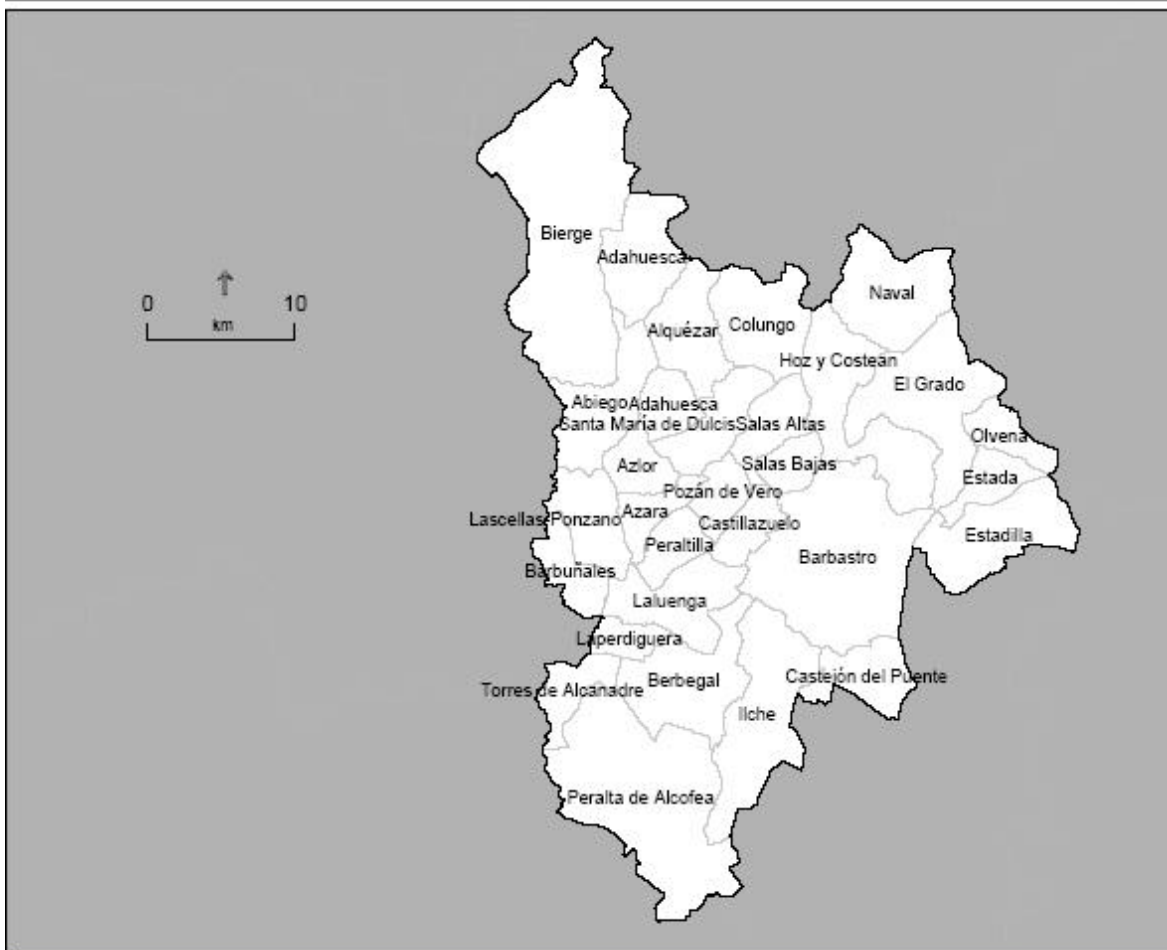 Bierge
Adahuesca
Naval
0 10
km
Alquézar
Colungo
Hoz y Costeán
El Grado
Abiego
Adahuesca
Santa María de Dulcis
Salas Altas
Olvena
Azlor
Salas Bajas
Estada
Pozán de Vero
Lascellas-Ponzano
Azara
Castillazuelo
Estadilla
Peraltilla
Barbastro
Barbuñales
Laluenga
Laperdiguera
Berbegal
Castejón del Puente
Torres de Alcanadre
Ilche
Peralta de Alcofea